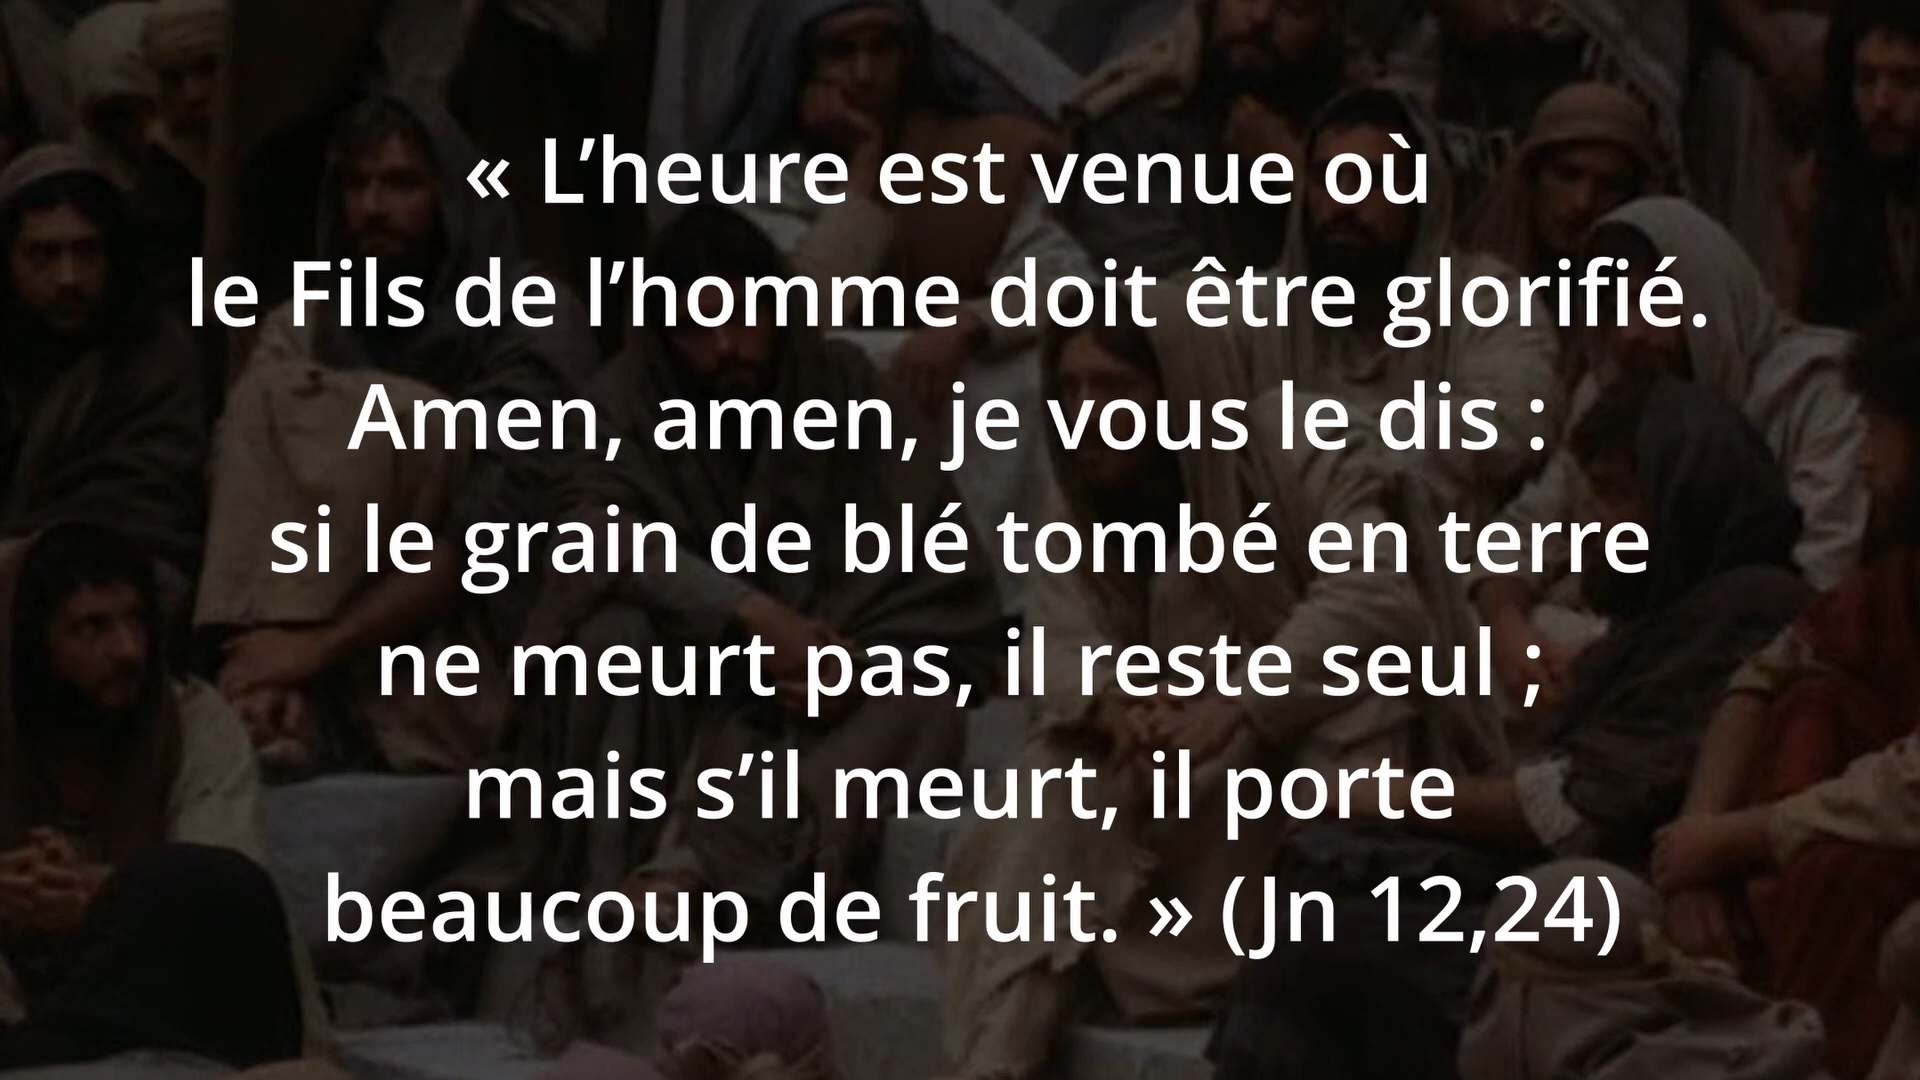 « L’heure est venue où
le Fils de l’homme doit être glorifié.
Amen, amen, je vous le dis :
si le grain de blé tombé en terre
ne meurt pas, il reste seul ;
mais s’il meurt, il porte
beaucoup de fruit. » (Jn 12,24)